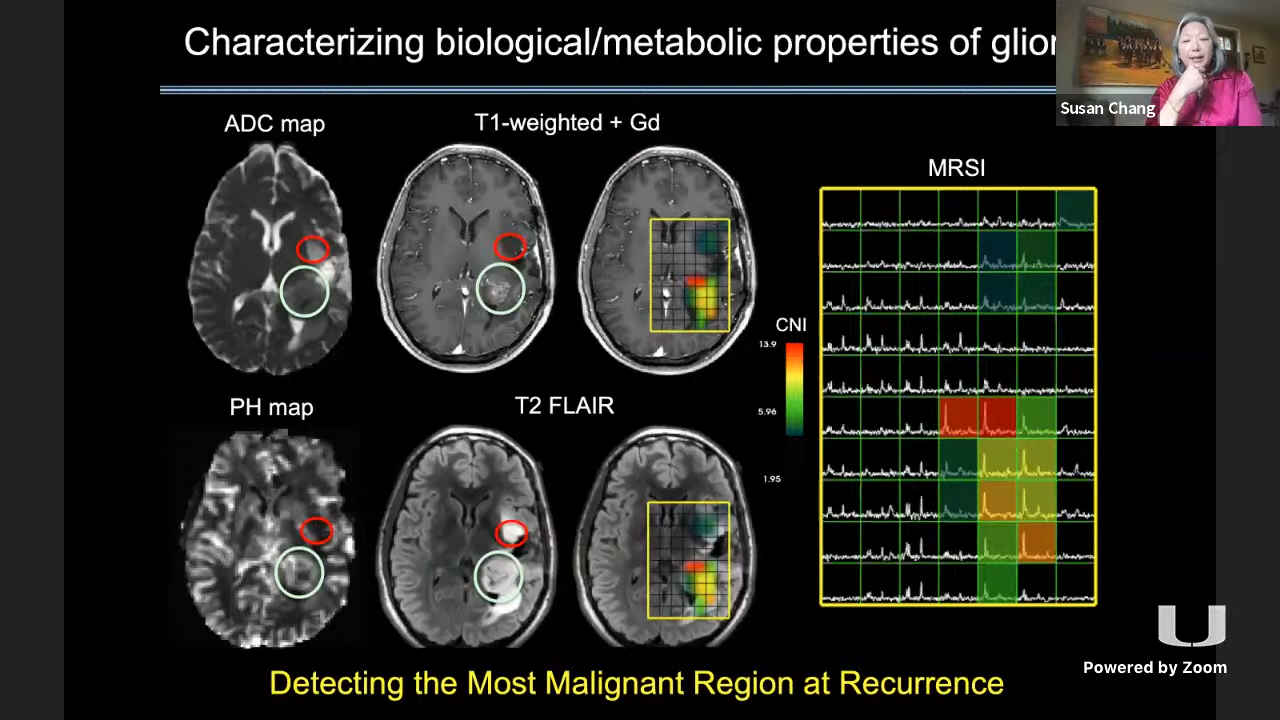 Characterizing biological/metabolic properties of
Susan Chang
ADC map
T1-weighted + Gd
MRSI
CNI
13.9
5.96
1.95
PH map
T2 FLAIR
U
Powered by Zoom
Detecting the Most Malignant Region at Recurrence